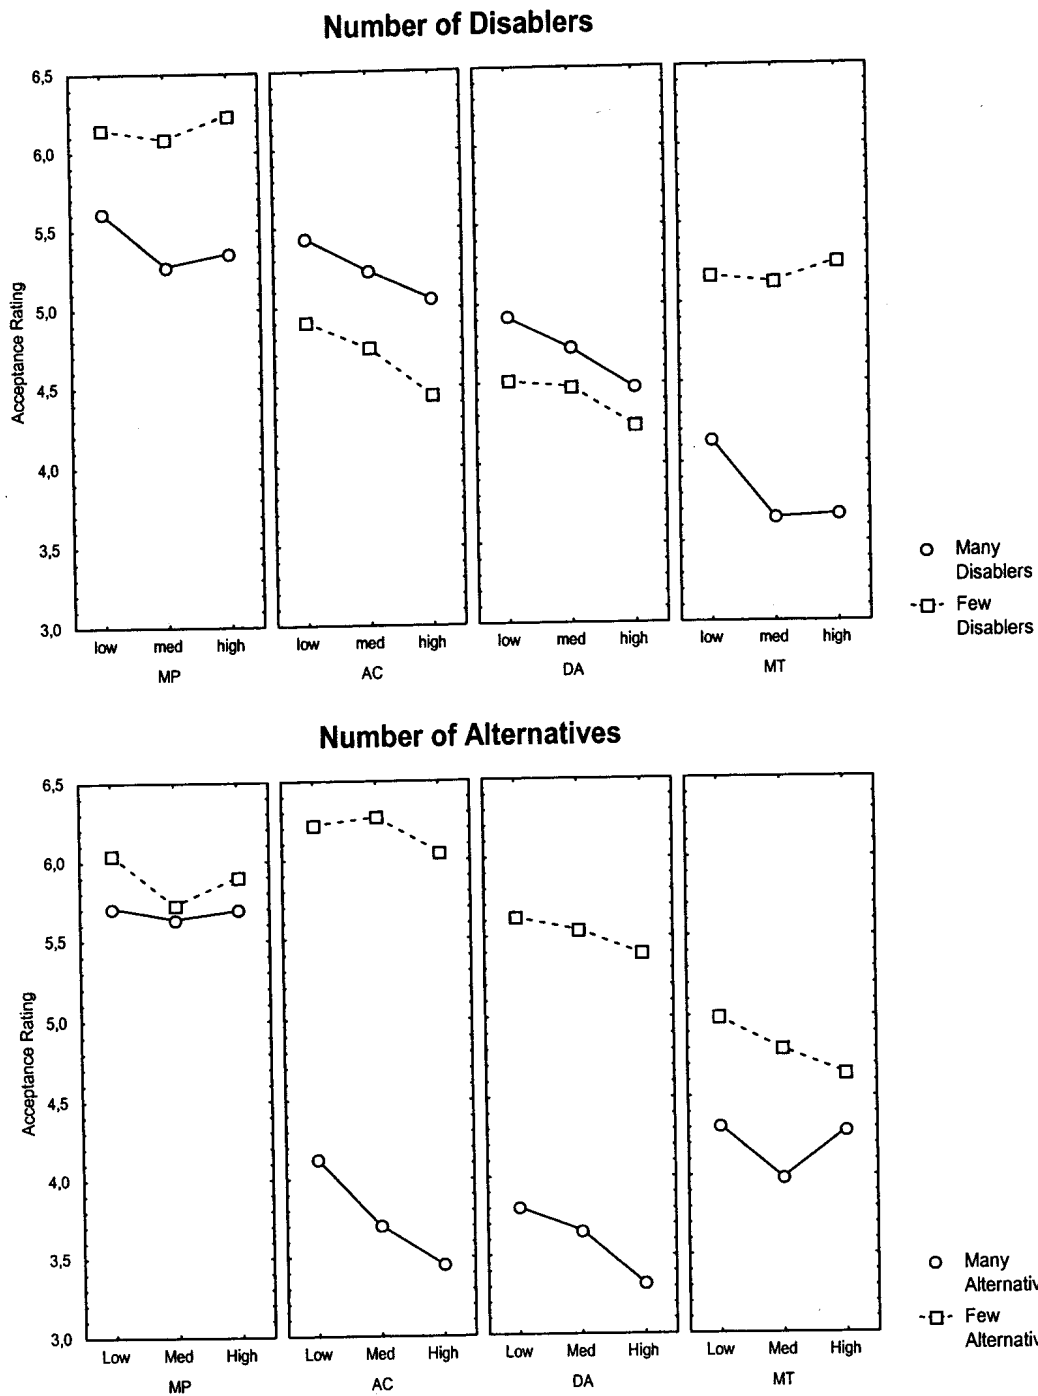 Number of Disablers
6,5
6,0
5,5
5,0
4,5
4,0
3,5
3,0
Acceptance Rating
low med high
MP
low med high
AC
low med high
DA
low med high
MT
Many
Disablers
Few
Disablers
Number of Alternatives
6,5
6,0
5,5
5,0
4,5
4,0
3,5
3,0
Acceptance Rating
Low Med High
MP
Low Med High
AC
Low Med High
DA
Low Med High
MT
Many
Alternativ
Few
Alternativ